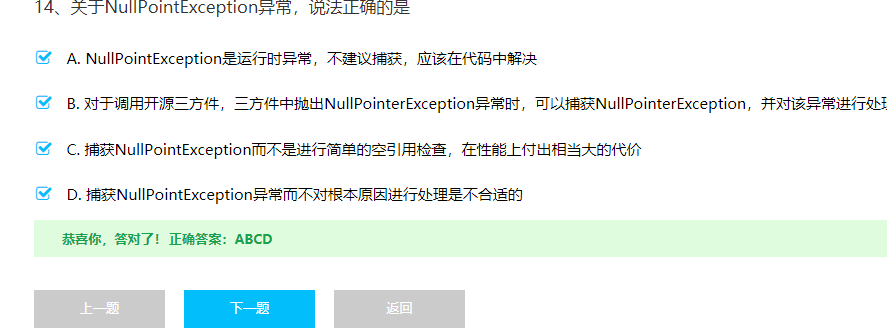 14、关于NullPointException异常，说法正确的是
A. NullPointException是运行时异常，不建议捕获，应该在代码中解决
B. 对于调用开源三方件，三方件中抛出NullPointerException异常时，可以捕获NullPointerException，并对该异常进行处理
C. 捕获NullPointException而不是进行简单的空引用检查，在性能上付出相当大的代价
D. 捕获NullPointException异常而不对根本原因进行处理是不合适的
恭喜你，答对了！正确答案：ABCD
上一题 下一题 返回